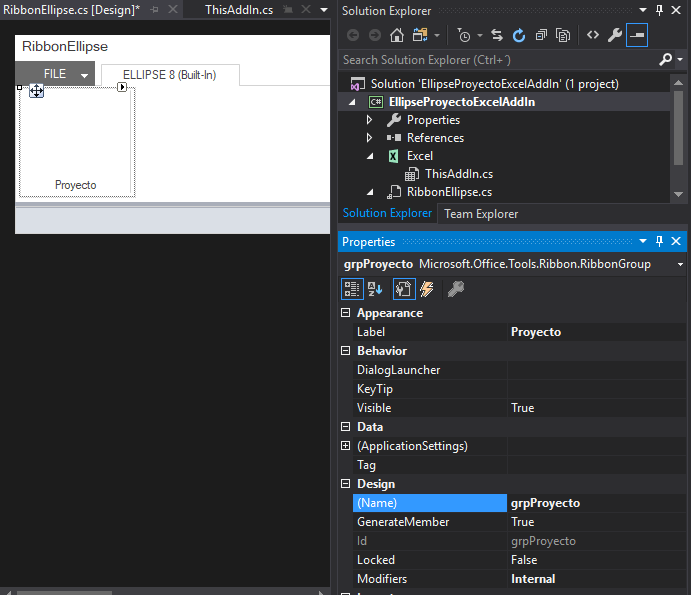 RibbonEllipse.cs [Design]*
ThisAddIn.cs
RibbonEllipse
FILE
ELLIPSE 8 (Built-In)
Proyecto
Solution Explorer
Search Solution Explorer (Ctrl+´)
Solution 'EllipseProyectoExcelAddIn' (1 project)
C# EllipseProyectoExcelAddIn
Properties
References
Excel
ThisAddIn.cs
RibbonEllipse.cs
Solution Explorer Team Explorer
Properties
grpProyecto Microsoft.Office.Tools.Ribbon.RibbonGroup
Appearance
Label Proyecto
Behavior
DialogLauncher
KeyTip
Visible True
Data
(ApplicationSettings)
Tag
Design
(Name) grpProyecto
GenerateMember True
Id grpProyecto
Locked False
Modifiers Internal